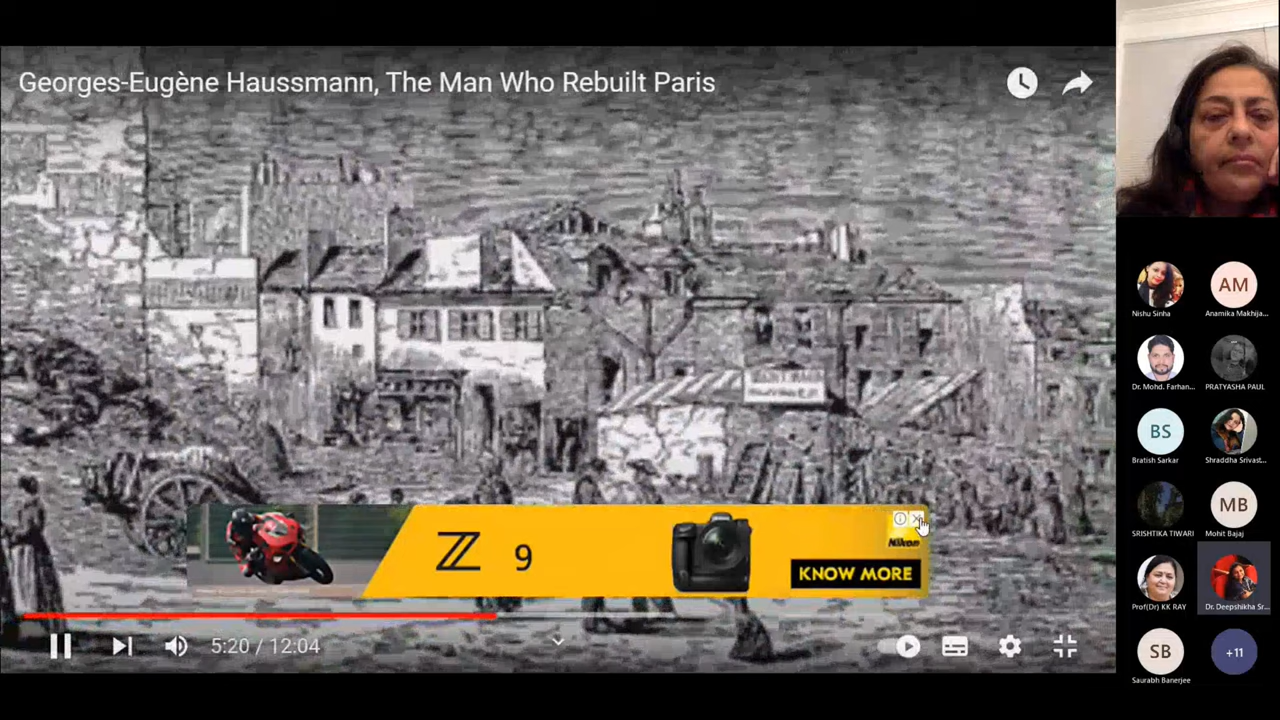 Georges-Eugène Haussmann, The Man Who Rebuilt Paris
Z 9
Nikon
KNOW MORE
5:20 / 12:04
Nishu Sinha
AM
Anamika Makhija...
Dr. Mohd. Farhan...
PRATYASHA PAUL
BS
Bratish Sarkar
Shraddha Srivast...
SRISHTIKA TIWARI
MB
Mohit Bajaj
Prof(Dr) KK RAY
Dr. Deepshikha Sr...
SB
Saurabh Banerjee
+11